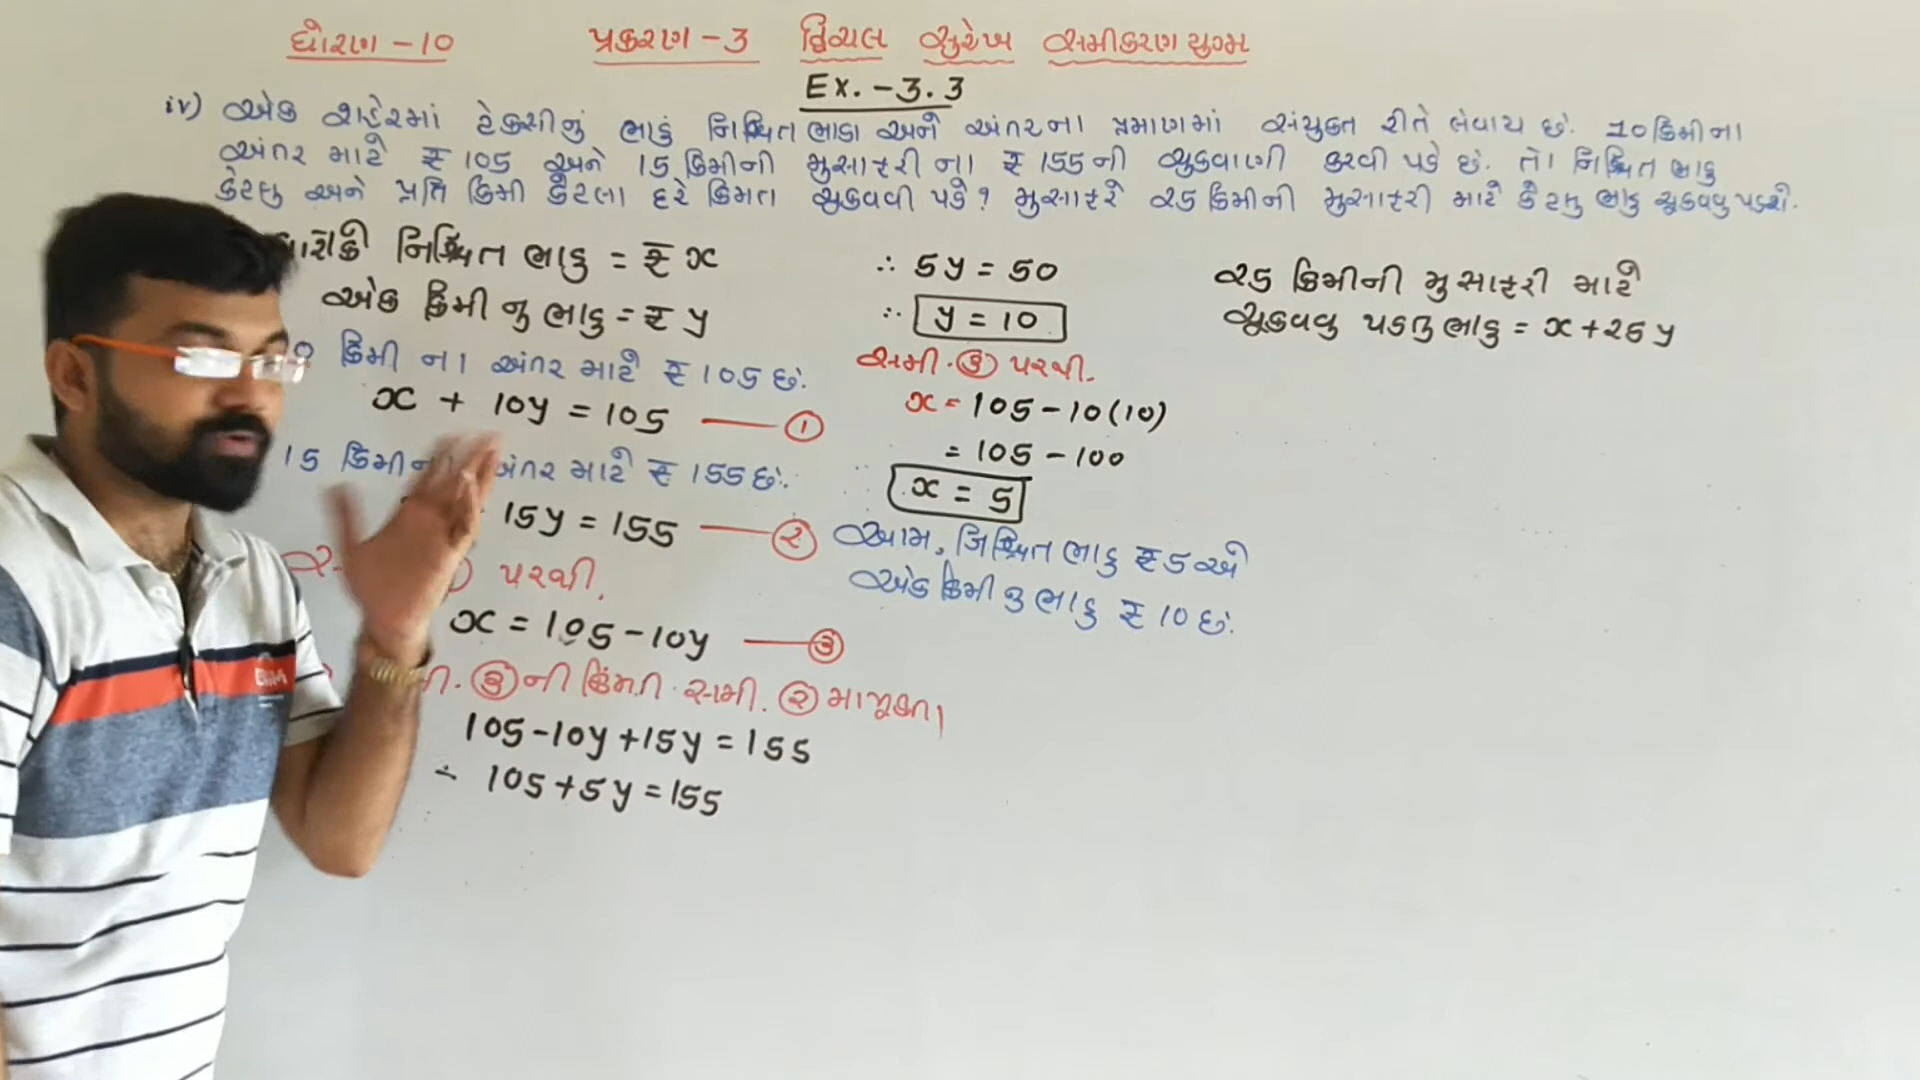 ધોરણ - 10 પ્રકરણ - 3 દ્વિચલ સુરેખ સમીકરણયુગ્મ
Ex. - 3.3
iv) એક શહેરમાં ટેક્સીનું ભાડું નિશ્ચિત ભાડા અને અંતરના પ્રમાણમાં સંયુક્ત રીતે લેવાય છે. 10 કિમીના
અંતર માટે ₹ 105 અને 15 કિમીની મુસાફરી ના ₹ 155 ની ચુકવણી કરવી પડે છે. તો નિશ્ચિત ભાડુ
કેટલુ અને પ્રતિ કિમી કેટલા દરે કિમત ચુકવવી પડે? મુસાફરે ૨5 કિમીની મુસાફરી માટે કેટલુ ભાડુ ચુકવવુ પડશે.
ધારોકે નિશ્ચિત ભાડુ = ₹ x
એક કિમી નુ ભાડુ = ₹ y
કિમી ના અંતર માટે ₹ 105 છે.
x + 10y = 105 —— ①
15 કિમીના અંતર માટે ₹ 155 છે.
15y = 155 —— ②
પરથી.
x = 105 - 10y —— ③
③ ની કિંમત સમી. ② મા મૂકતા
105 - 10y + 15y = 155
∴ 105 + 5y = 155
∴ 5y = 50
∴ y = 10
સમી. ③ પરથી.
x = 105 - 10(10)
= 105 - 100
x = 5
આમ, નિશ્ચિત ભાડુ ₹ 5 અને
એક કિમી નુ ભાડુ ₹ 10 છે.
૨5 કિમીની મુસાફરી માટે
ચુકવવુ પડતુ ભાડુ = x + 25y